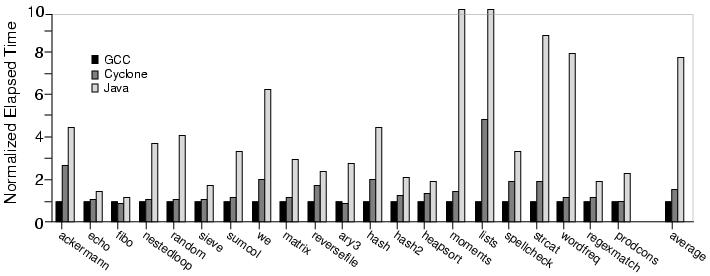 Normalized Elapsed Time
10
8
6
4
2
0
GCC
Cyclone
Java
ackermann
echo
fibo
nestedloop
random
sieve
sumcol
we
matrix
reversefile
ary3
hash
hash2
heapsort
moments
lists
spellcheck
strcat
wordfreq
regexmatch
prodcons
average